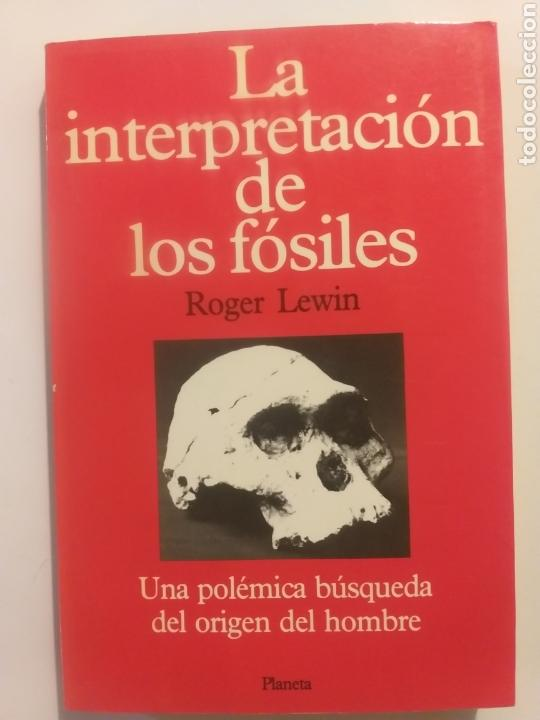 La
interpretación
de
los fósiles
Roger Lewin
Una polémica búsqueda
del origen del hombre
Planeta
todocoleccion